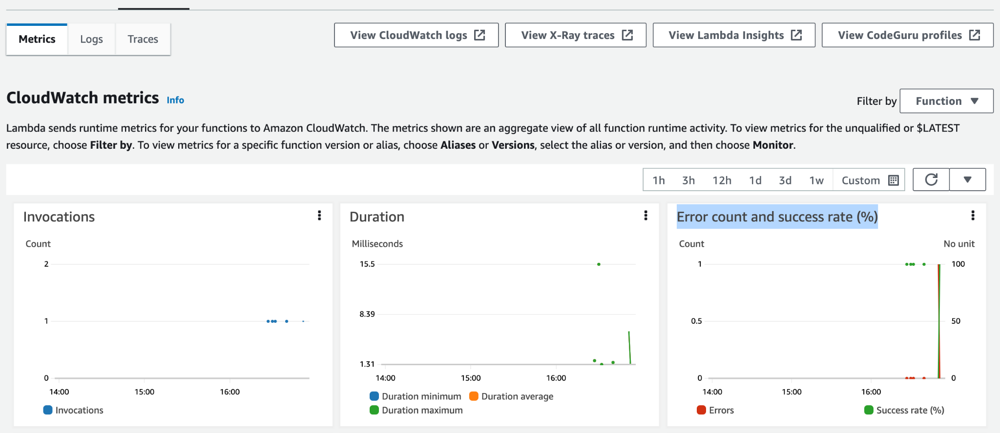 Metrics
Logs
Traces
View CloudWatch logs
View X-Ray traces
View Lambda Insights
View CodeGuru profiles
CloudWatch metrics Info
Filter by
Function
Lambda sends runtime metrics for your functions to Amazon CloudWatch. The metrics shown are an aggregate view of all function runtime activity. To view metrics for the unqualified or $LATEST
resource, choose Filter by. To view metrics for a specific function version or alias, choose Aliases or Versions, select the alias or version, and then choose Monitor.
1h 3h 12h 1d 3d 1w Custom
Invocations
Count
2
1
0
14:00 15:00 16:00
Invocations
Duration
Milliseconds
15.5
8.39
1.31
14:00 15:00 16:00
Duration minimum Duration average
Duration maximum
Error count and success rate (%)
Count No unit
1 100
0.5 50
0 0
14:00 15:00 16:00
Errors Success rate (%)